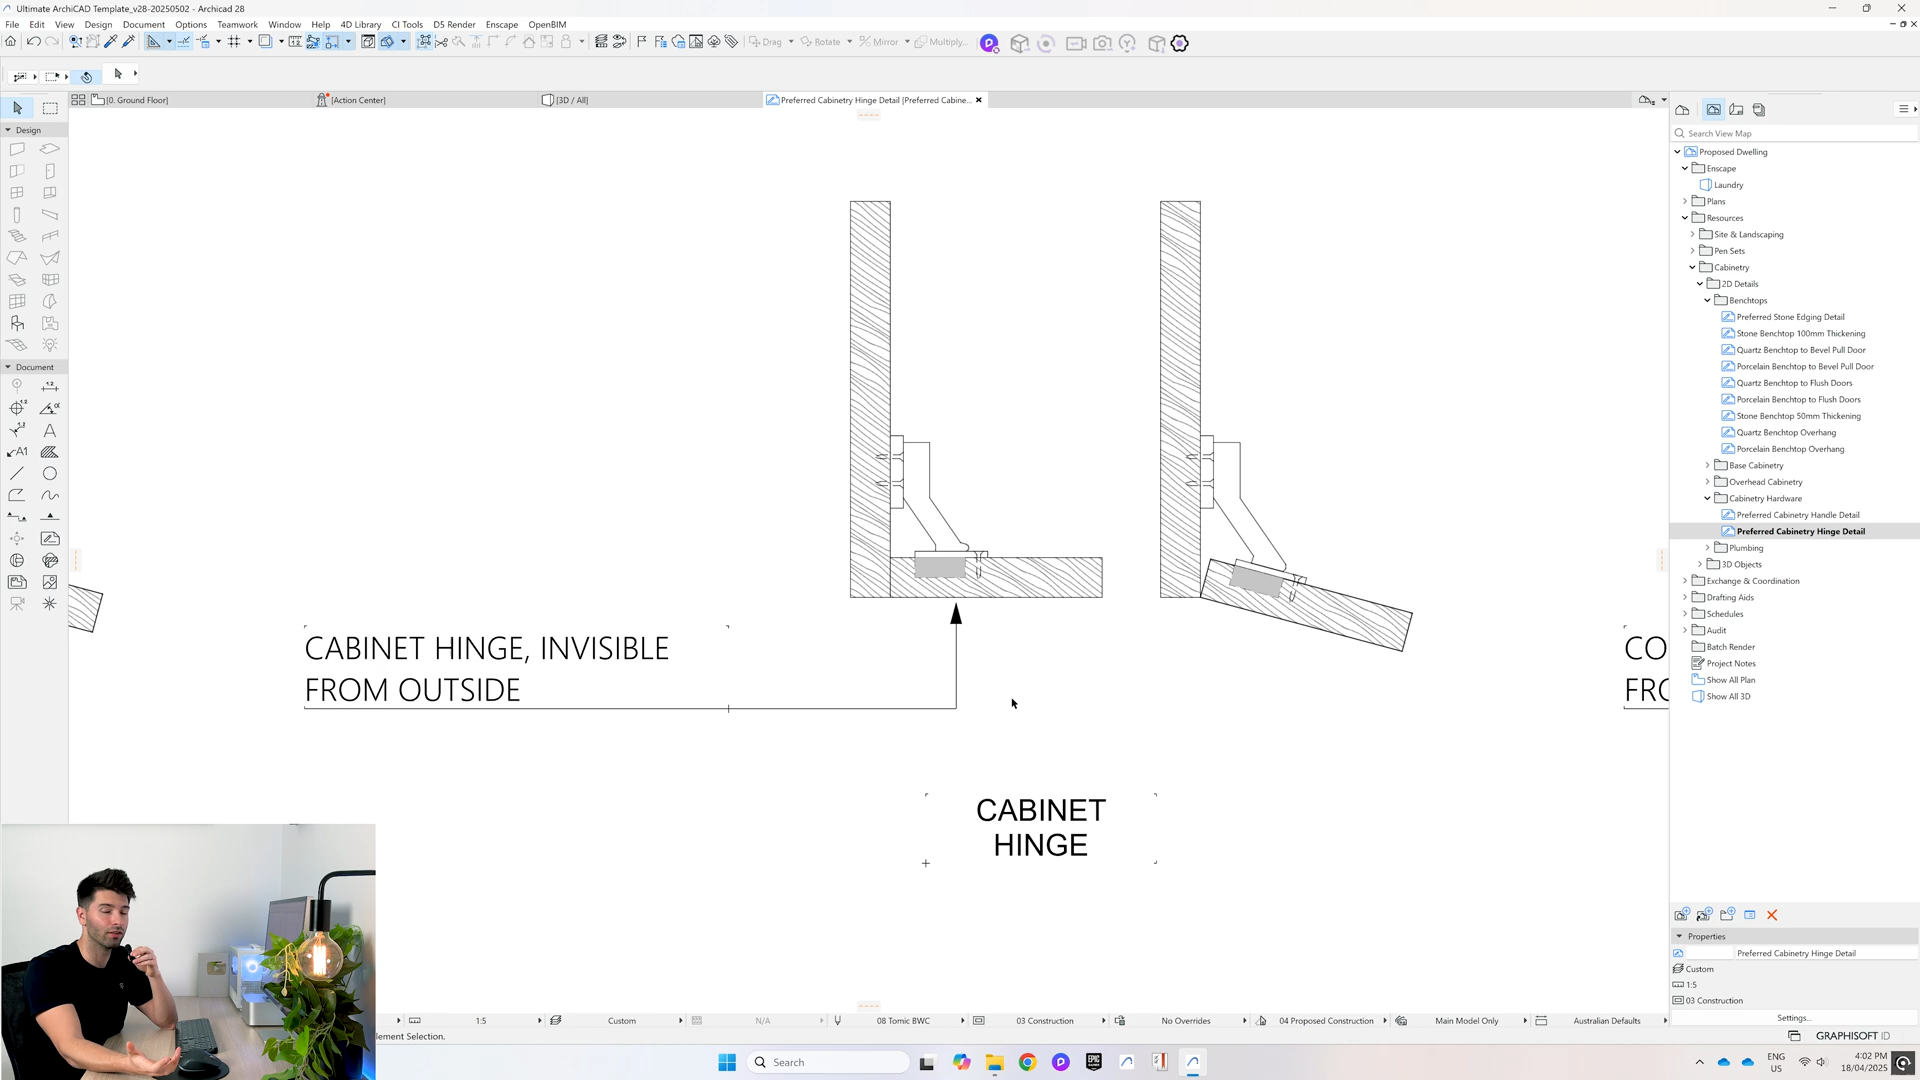 Ultimate ArchiCAD Template_v28-20250502 - Archicad 28
File Edit View Design Document Options Teamwork Window Help 4D Library CI Tools D5 Render Enscape OpenBIM
Drag Rotate Mirror Multiply...
[0. Ground Floor] [Action Center] [3D / All] Preferred Cabinetry Hinge Detail [Preferred Cabine...
Design
Document
A1
CABINET HINGE, INVISIBLE
FROM OUTSIDE
CO
FRO
CABINET
HINGE
Search View Map
Proposed Dwelling
Enscape
Laundry
Plans
Resources
Site & Landscaping
Pen Sets
Cabinetry
2D Details
Benchtops
Preferred Stone Edging Detail
Stone Benchtop 100mm Thickening
Quartz Benchtop to Bevel Pull Door
Porcelain Benchtop to Bevel Pull Door
Quartz Benchtop to Flush Doors
Porcelain Benchtop to Flush Doors
Stone Benchtop 50mm Thickening
Quartz Benchtop Overhang
Porcelain Benchtop Overhang
Base Cabinetry
Overhead Cabinetry
Cabinetry Hardware
Preferred Cabinetry Handle Detail
Preferred Cabinetry Hinge Detail
Plumbing
3D Objects
Exchange & Coordination
Drafting Aids
Schedules
Audit
Batch Render
Project Notes
Show All Plan
Show All 3D
Properties
Preferred Cabinetry Hinge Detail
Custom
1:5
03 Construction
Settings...
1:5 Custom N/A 08 Tomic BWC 03 Construction No Overrides 04 Proposed Construction Main Model Only Australian Defaults
lement Selection.
GRAPHISOFT ID
Search
ENG
US
4:02 PM
18/04/2025